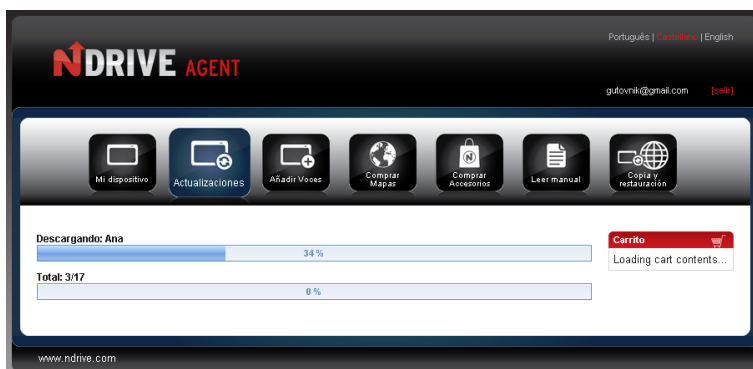 Português | Castellano | English
NDRIVE AGENT
gutovnik@gmail.com [salir]
Mi dispositivo
Actualizaciones
Añadir Voces
Comprar
Mapas
Comprar
Accesorios
Leer manual
Copia y
restauración
Descargando: Ana
34 %
Total: 3/17
0 %
Carrito
Loading cart contents...
www.ndrive.com